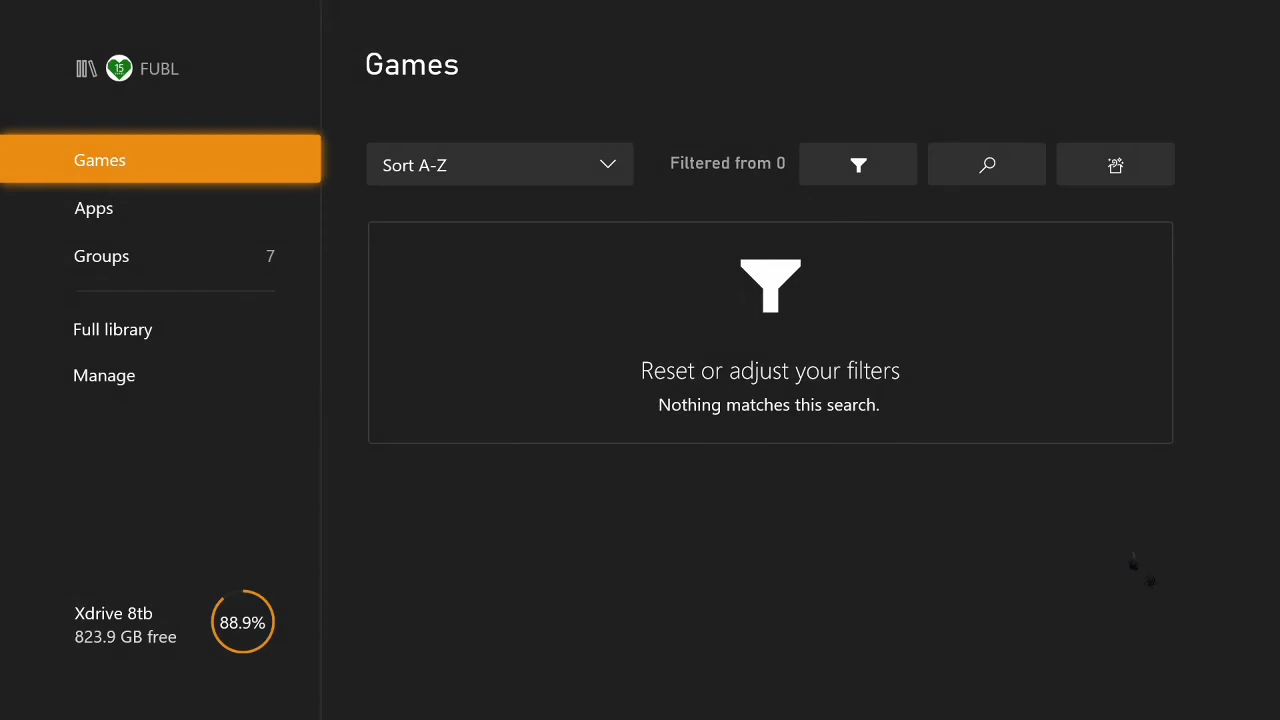 15 FUBL
Games
Games
Sort A-Z
Filtered from 0
Apps
Groups 7
Full library
Manage
Reset or adjust your filters
Nothing matches this search.
Xdrive 8tb
823.9 GB free
88.9%